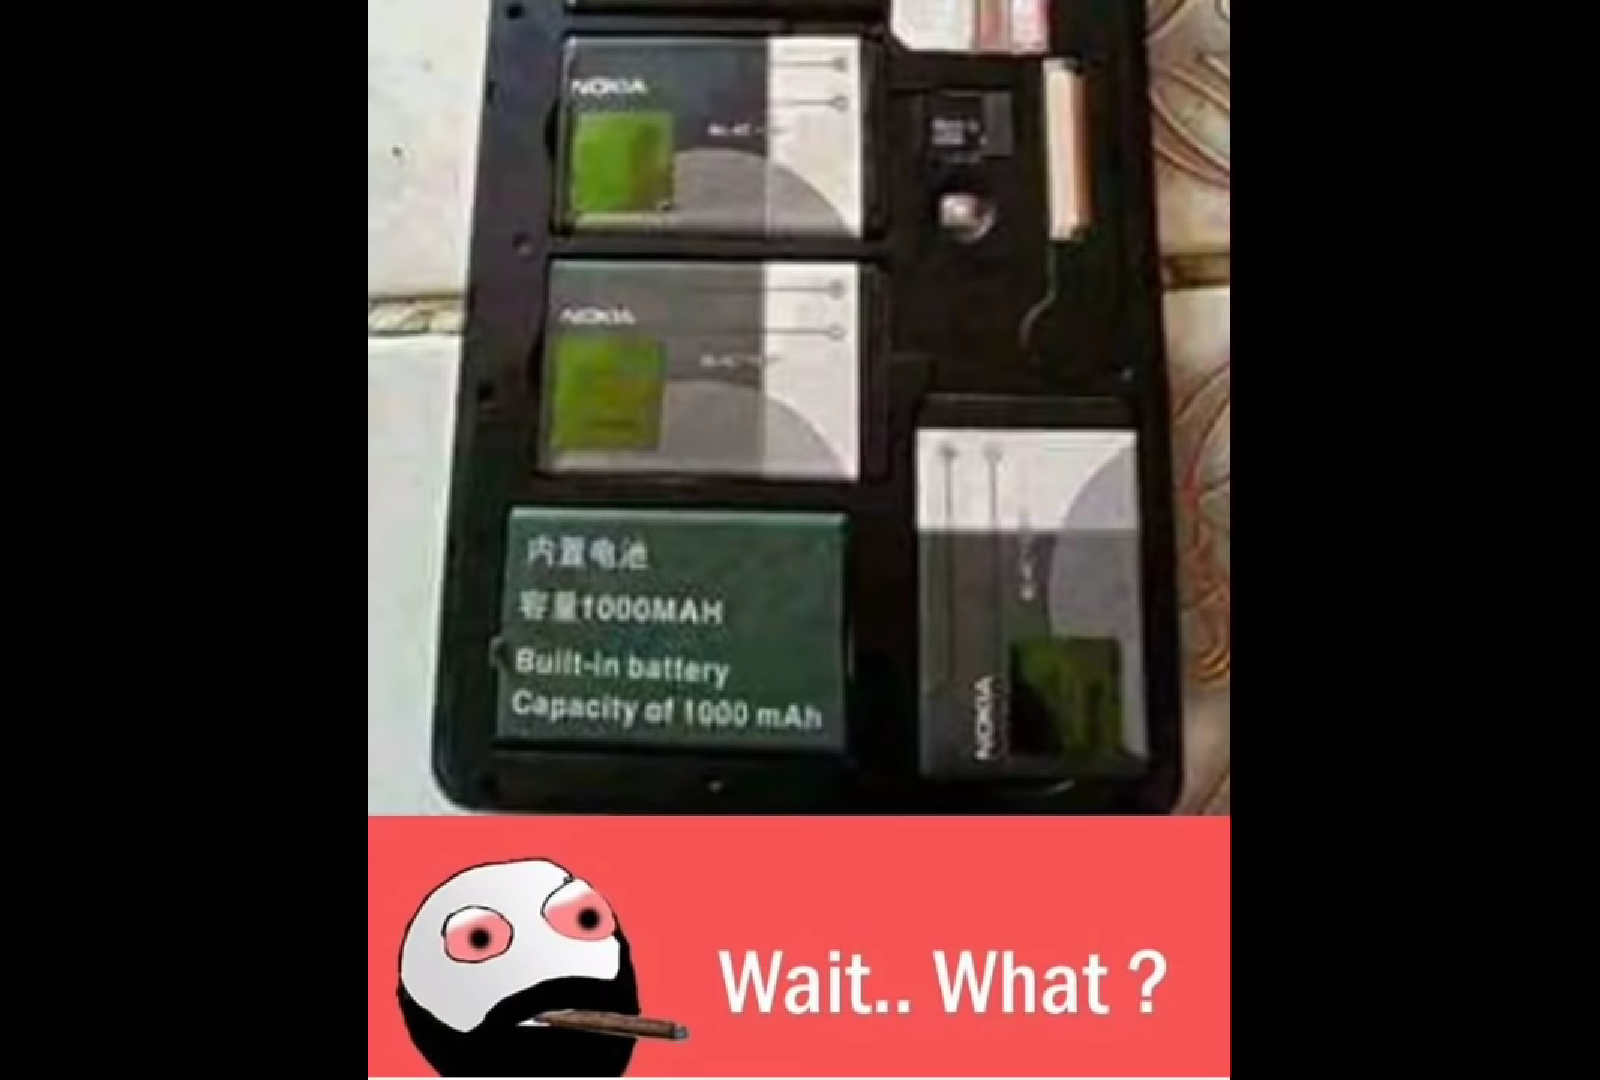 NOKIA
NOKIA
内置电池
容量1000MAH
Built-in battery
Capacity of 1000 mAh
NOKIA
Wait.. What ?